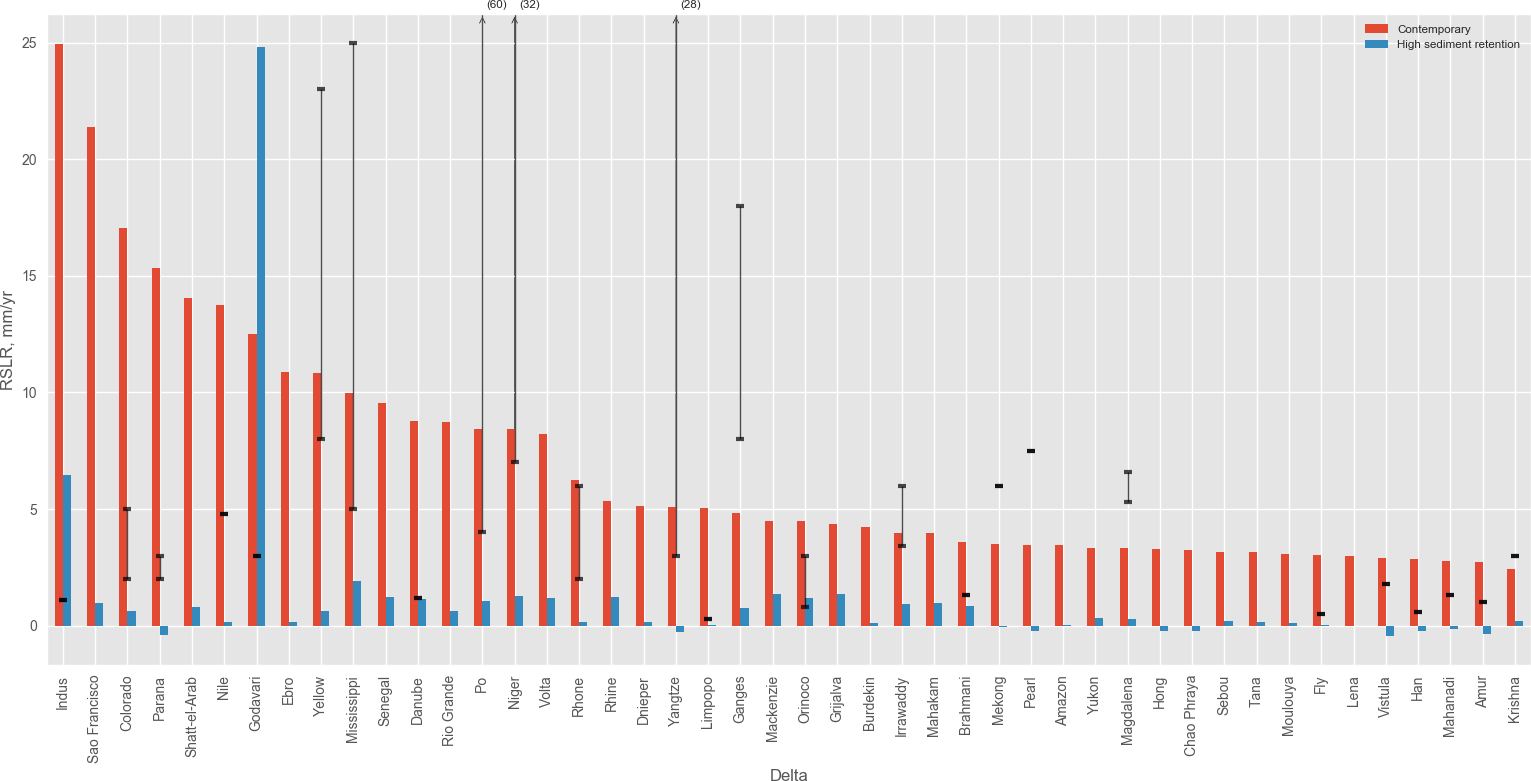 (60)
(32)
(28)
Contemporary
High sediment retention
RSLR, mm/yr
25
20
15
10
5
0
Indus
Sao Francisco
Colorado
Parana
Shatt-el-Arab
Nile
Godavari
Ebro
Yellow
Mississippi
Senegal
Danube
Rio Grande
Po
Niger
Volta
Rhone
Rhine
Dnieper
Yangtze
Limpopo
Ganges
Mackenzie
Orinoco
Grijalva
Burdekin
Irrawaddy
Mahakam
Brahmani
Mekong
Pearl
Amazon
Yukon
Magdalena
Hong
Chao Phraya
Sebou
Tana
Moulouya
Fly
Lena
Vistula
Han
Mahanadi
Amur
Krishna
Delta